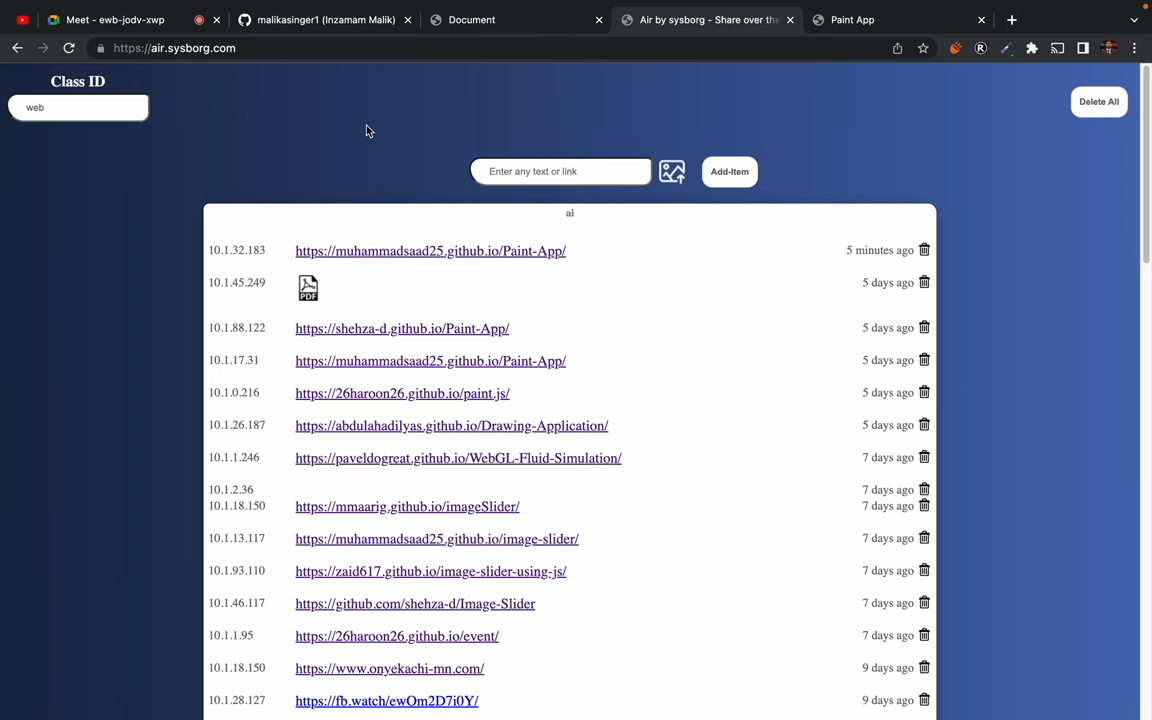 Meet - ewb-jodv-xwp
malikasinger1 (Inzamam Malik)
Document
Air by sysborg - Share over the
Paint App
https://air.sysborg.com
Class ID
web
Delete All
Enter any text or link
Add-Item
ai
10.1.32.183 https://muhammadsaad25.github.io/Paint-App/ 5 minutes ago
10.1.45.249 PDF 5 days ago
10.1.88.122 https://shehza-d.github.io/Paint-App/ 5 days ago
10.1.17.31 https://muhammadsaad25.github.io/Paint-App/ 5 days ago
10.1.0.216 https://26haroon26.github.io/paint.js/ 5 days ago
10.1.26.187 https://abdulahadilyas.github.io/Drawing-Application/ 5 days ago
10.1.1.246 https://paveldogreat.github.io/WebGL-Fluid-Simulation/ 7 days ago
10.1.2.36 7 days ago
10.1.18.150 https://mmaarig.github.io/imageSlider/ 7 days ago
10.1.13.117 https://muhammadsaad25.github.io/image-slider/ 7 days ago
10.1.93.110 https://zaid617.github.io/image-slider-using-js/ 7 days ago
10.1.46.117 https://github.com/shehza-d/Image-Slider 7 days ago
10.1.1.95 https://26haroon26.github.io/event/ 7 days ago
10.1.18.150 https://www.onyekachi-mn.com/ 9 days ago
10.1.28.127 https://fb.watch/ewOm2D7i0Y/ 9 days ago